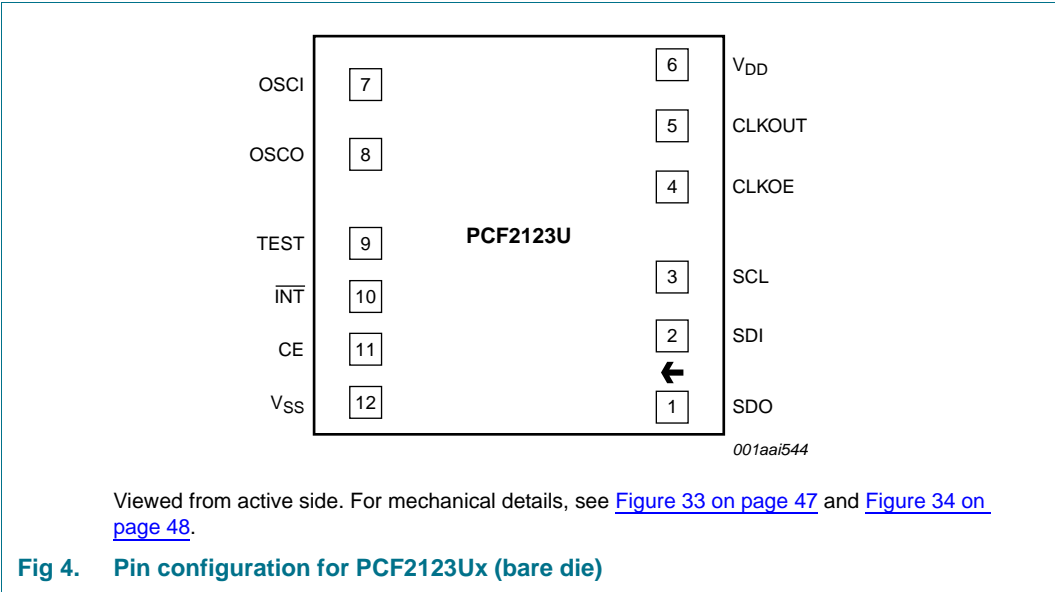 OSCI 7 6 VDD
5 CLKOUT
OSCO 8
4 CLKOE
TEST 9 PCF2123U
3 SCL
INT 10
2 SDI
CE 11
VSS 12 1 SDO
001aai544
Viewed from active side. For mechanical details, see Figure 33 on page 47 and Figure 34 on
page 48.
Fig 4. Pin configuration for PCF2123Ux (bare die)